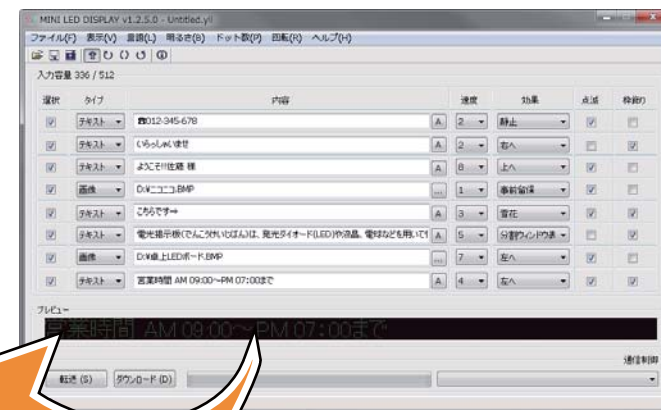 MINI LED DISPLAY v1.2.5.0 - Untitled.yll
ファイル(F) 表示(V) 言語(L) 明るさ(B) ドット数(P) 回転(R) ヘルプ(H)
入力容量 336 / 512
選択 タイプ 内容 速度 効果 点滅 枠飾り
テキスト ☎012-345-678 A 2 静止
テキスト いらっしゃいませ A 2 右へ
テキスト ようこそ!!佐藤 様 A 8 上へ
画像 D:¥ニコニコ.BMP ... 1 事前留保
テキスト こちらです→ A 3 雪花
テキスト 電光掲示板(でんこうけいじばん)は、発光ダイオード(LED)や液晶、電球などを用いて1 A 5 分割ウィンドウ表
画像 D:¥卓上LEDボード.BMP ... 7 左へ
テキスト 営業時間 AM 09:00～PM 07:00まで A 4 左へ
プレビュー
営業時間 AM 09:00～PM 07:00まで
通信制御
転送 (S) ダウンロード (D)